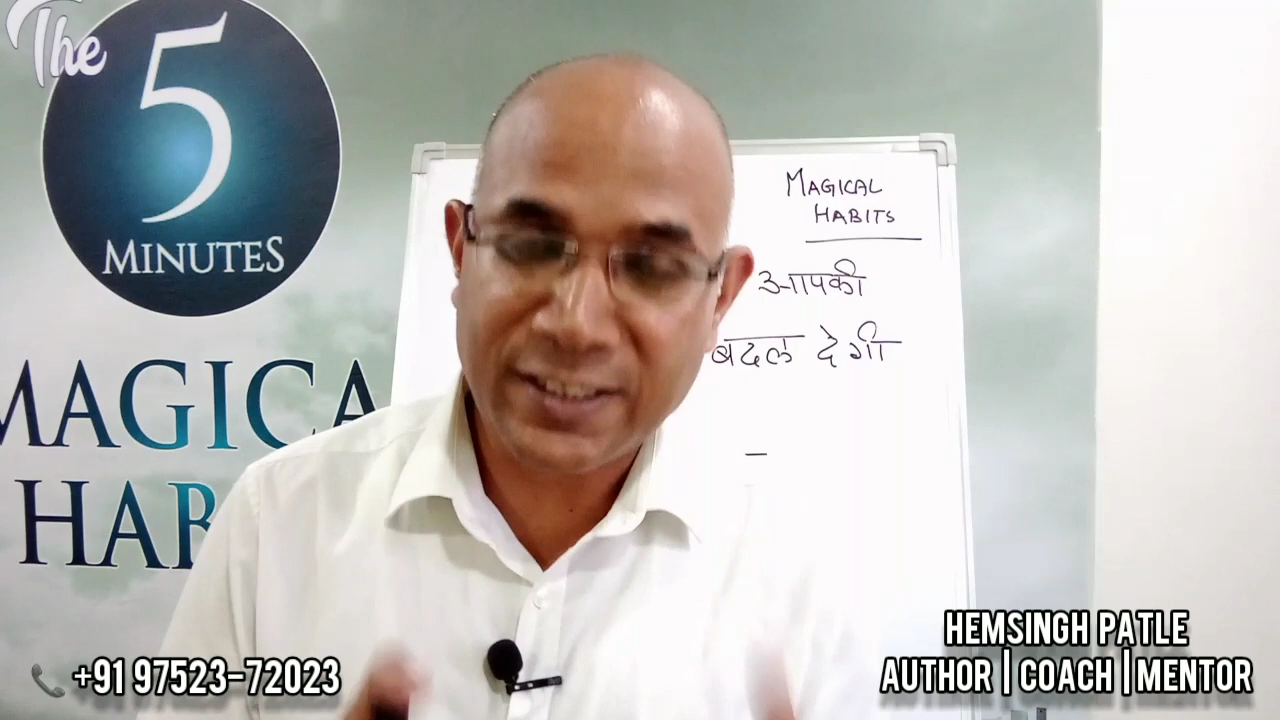 The
5
MINUTES
MAGICA
HAB
MAGICAL
HABITS
आपकी
बदल देगी
–
HEMSINGH PATLE
+91 97523-72023
AUTHOR | COACH | MENTOR